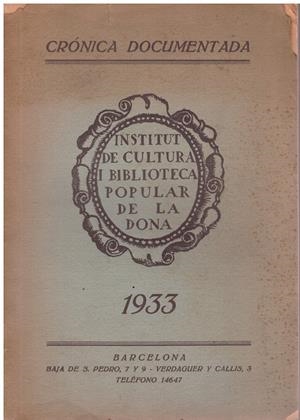 CRÓNICA DOCUMENTADA
INSTITUT
DE CULTURA
I BIBLIOTECA
POPULAR
DE LA
DONA
1933
BARCELONA
BAJA DE S. PEDRO, 7 Y 9 - VERDAGUER Y CALLIS, 3
TELÉFONO 14647